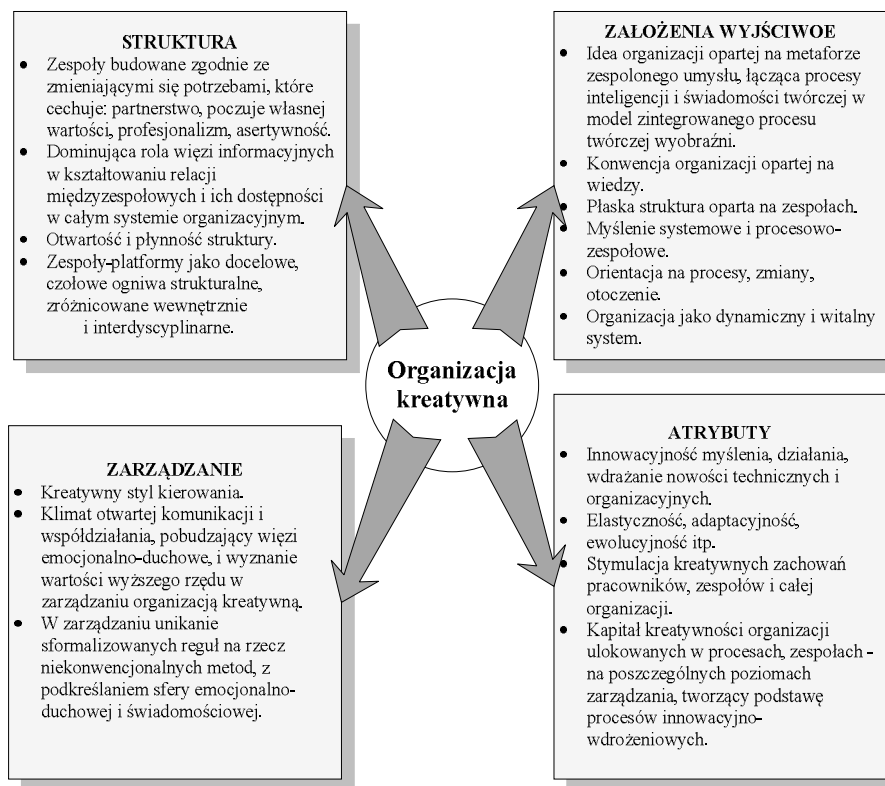 STRUKTURA
• Zespoły budowane zgodnie ze
zmieniającymi się potrzebami, które
cechuje: partnerstwo, poczuje własnej
wartości, profesjonalizm, asertywność.
• Dominująca rola więzi informacyjnych
w kształtowaniu relacji
międzyzespołowych i ich dostępności
w całym systemie organizacyjnym.
• Otwartość i płynność struktury.
• Zespoły-platformy jako docelowe,
czołowe ogniwa strukturalne,
zróżnicowane wewnętrznie
i interdyscyplinarne.
ZAŁOŻENIA WYJŚCIWOE
• Idea organizacji opartej na metaforze
zespolonego umysłu, łącząca procesy
inteligencji i świadomości twórczej w
model zintegrowanego procesu
twórczej wyobraźni.
• Konwencja organizacji opartej na
wiedzy.
• Płaska struktura oparta na zespołach.
• Myślenie systemowe i procesowo-
zespołowe.
• Orientacja na procesy, zmiany,
otoczenie.
• Organizacja jako dynamiczny i witalny
system.
Organizacja
kreatywna
ZARZĄDZANIE
• Kreatywny styl kierowania.
• Klimat otwartej komunikacji i
współdziałania, pobudzający więzi
emocjonalno-duchowe, i wyznanie
wartości wyższego rzędu w
zarządzaniu organizacją kreatywną.
• W zarządzaniu unikanie
sformalizowanych reguł na rzecz
niekonwencjonalnych metod, z
podkreślaniem sfery emocjonalno-
duchowej i świadomościowej.
ATRYBUTY
• Innowacyjność myślenia, działania,
wdrażanie nowości technicznych i
organizacyjnych.
• Elastyczność, adaptacyjność,
ewolucyjność itp.
• Stymulacja kreatywnych zachowań
pracowników, zespołów i całej
organizacji.
• Kapitał kreatywności organizacji
ulokowanych w procesach, zespołach -
na poszczególnych poziomach
zarządzania, tworzący podstawę
procesów innowacyjno-
wdrożeniowych.